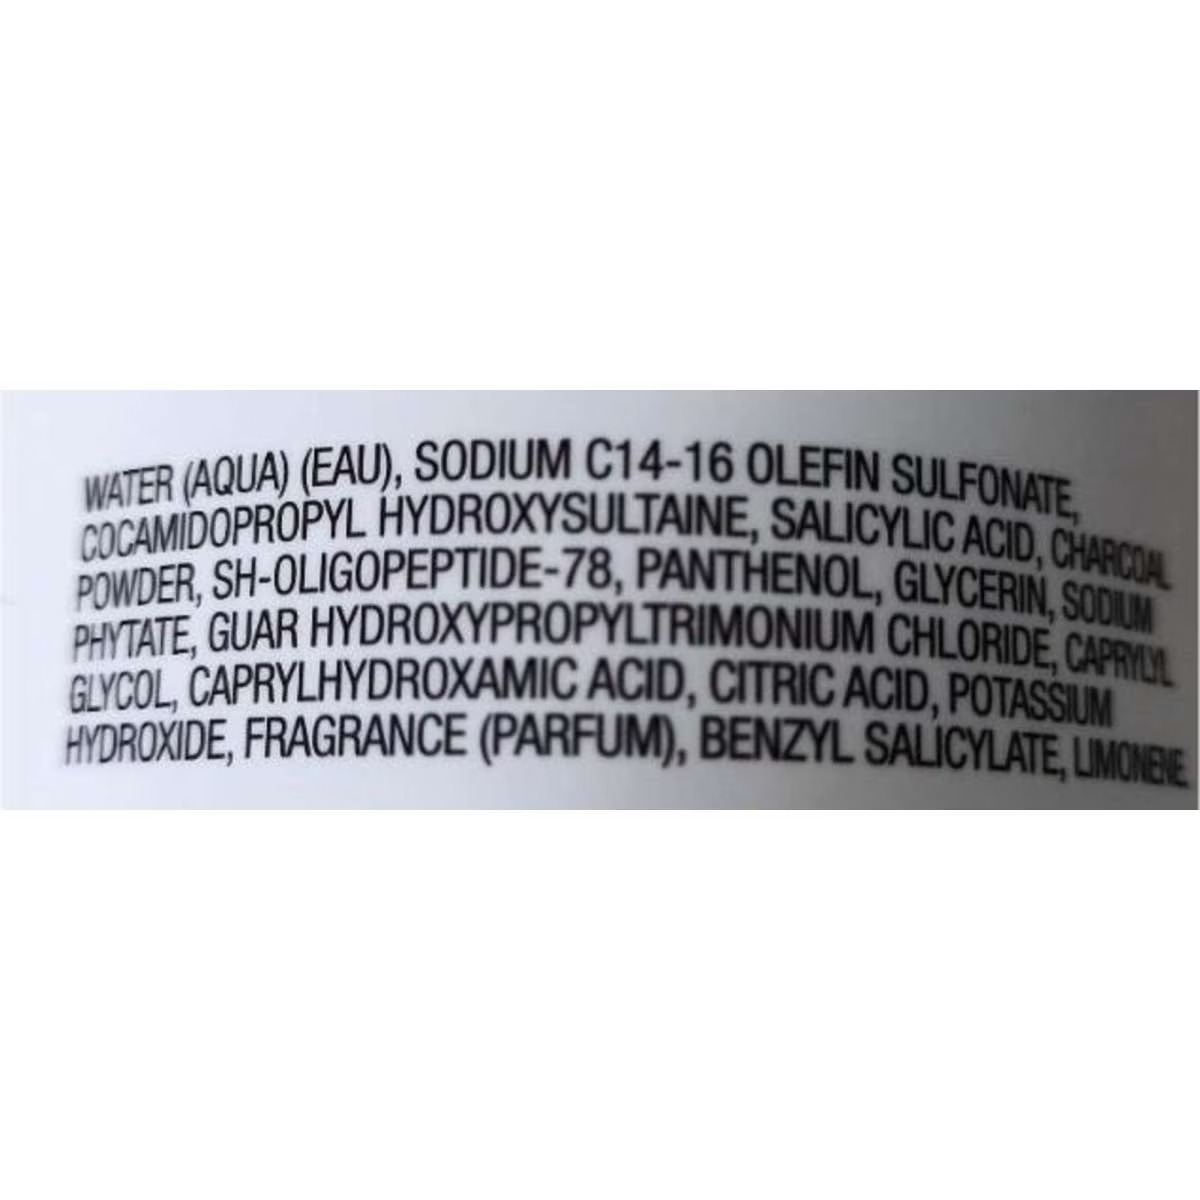 WATER (AQUA) (EAU), SODIUM C14-16 OLEFIN SULFONATE,
COCAMIDOPROPYL HYDROXYSULTAINE, SALICYLIC ACID, CHARCOAL
POWDER, SH-OLIGOPEPTIDE-78, PANTHENOL, GLYCERIN, SODIUM
PHYTATE, GUAR HYDROXYPROPYLTRIMONIUM CHLORIDE, CAPRYLYL
GLYCOL, CAPRYLHYDROXAMIC ACID, CITRIC ACID, POTASSIUM
HYDROXIDE, FRAGRANCE (PARFUM), BENZYL SALICYLATE, LIMONENE